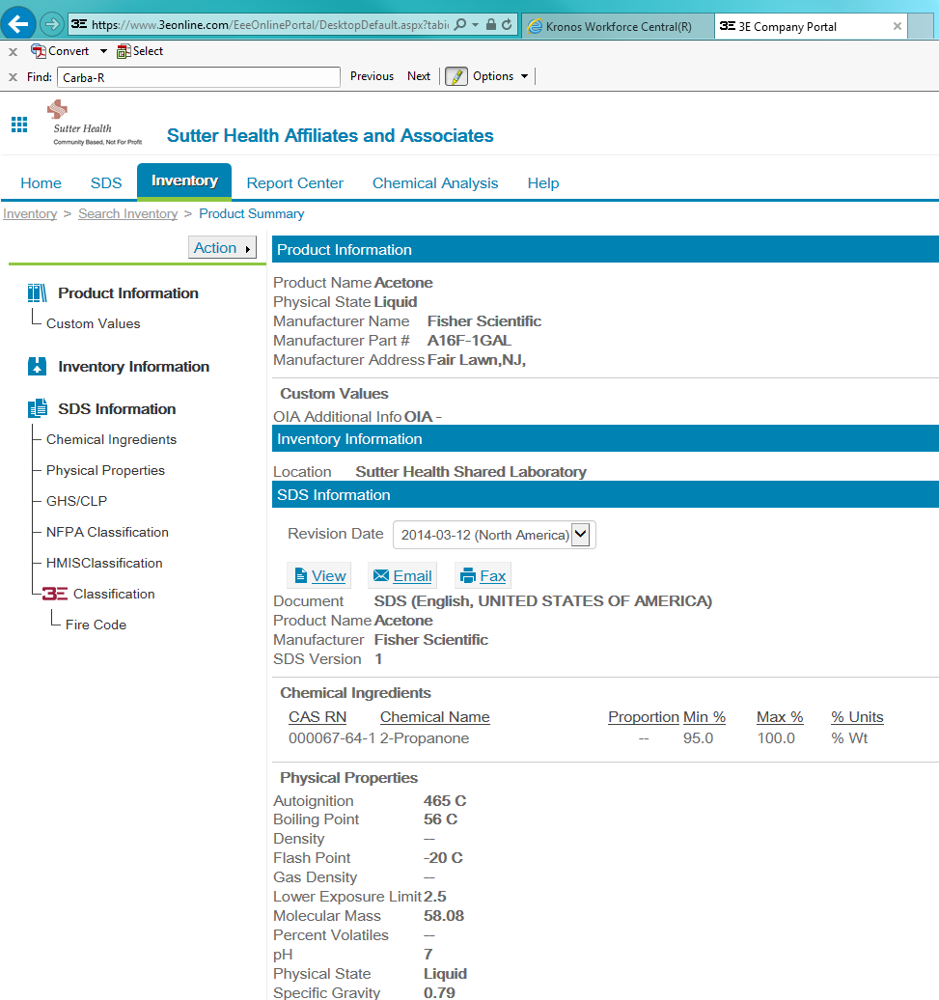 3E https://www.3eonline.com/EeeOnlinePortal/DesktopDefault.aspx?tabi Kronos Workforce Central(R) 3E 3E Company Portal ×
x Convert Select
x Find: Carba-R Previous Next Options
Sutter Health
Community Based, Not For Profit
Sutter Health Affiliates and Associates
Home SDS Inventory Report Center Chemical Analysis Help
Inventory > Search Inventory > Product Summary
Action
Product Information
Custom Values
Inventory Information
SDS Information
Chemical Ingredients
Physical Properties
GHS/CLP
NFPA Classification
HMISClassification
3E Classification
Fire Code
Product Information
Product Name Acetone
Physical State Liquid
Manufacturer Name Fisher Scientific
Manufacturer Part # A16F-1GAL
Manufacturer Address Fair Lawn,NJ,
Custom Values
OIA Additional Info OIA -
Inventory Information
Location Sutter Health Shared Laboratory
SDS Information
Revision Date 2014-03-12 (North America)
View Email Fax
Document SDS (English, UNITED STATES OF AMERICA)
Product Name Acetone
Manufacturer Fisher Scientific
SDS Version 1
Chemical Ingredients
CAS RN Chemical Name Proportion Min % Max % % Units
000067-64-1 2-Propanone -- 95.0 100.0 % Wt
Physical Properties
Autoignition 465 C
Boiling Point 56 C
Density --
Flash Point -20 C
Gas Density --
Lower Exposure Limit 2.5
Molecular Mass 58.08
Percent Volatiles --
pH 7
Physical State Liquid
Specific Gravity 0.79